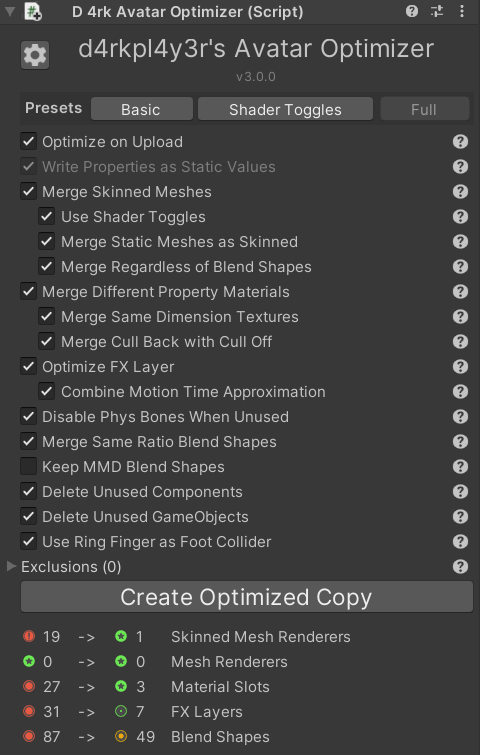 D 4rk Avatar Optimizer (Script)
d4rkpl4y3r's Avatar Optimizer
v3.0.0
Presets Basic Shader Toggles Full
Optimize on Upload
Write Properties as Static Values
Merge Skinned Meshes
Use Shader Toggles
Merge Static Meshes as Skinned
Merge Regardless of Blend Shapes
Merge Different Property Materials
Merge Same Dimension Textures
Merge Cull Back with Cull Off
Optimize FX Layer
Combine Motion Time Approximation
Disable Phys Bones When Unused
Merge Same Ratio Blend Shapes
Keep MMD Blend Shapes
Delete Unused Components
Delete Unused GameObjects
Use Ring Finger as Foot Collider
Exclusions (0)
Create Optimized Copy
19 -> 1 Skinned Mesh Renderers
0 -> 0 Mesh Renderers
27 -> 3 Material Slots
31 -> 7 FX Layers
87 -> 49 Blend Shapes